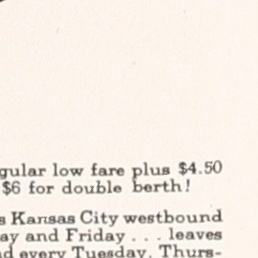 gular low fare plus $4.50
$6 for double berth!
s Kansas City westbound
ay and Friday . . . leaves
d every Tuesday, Thurs-